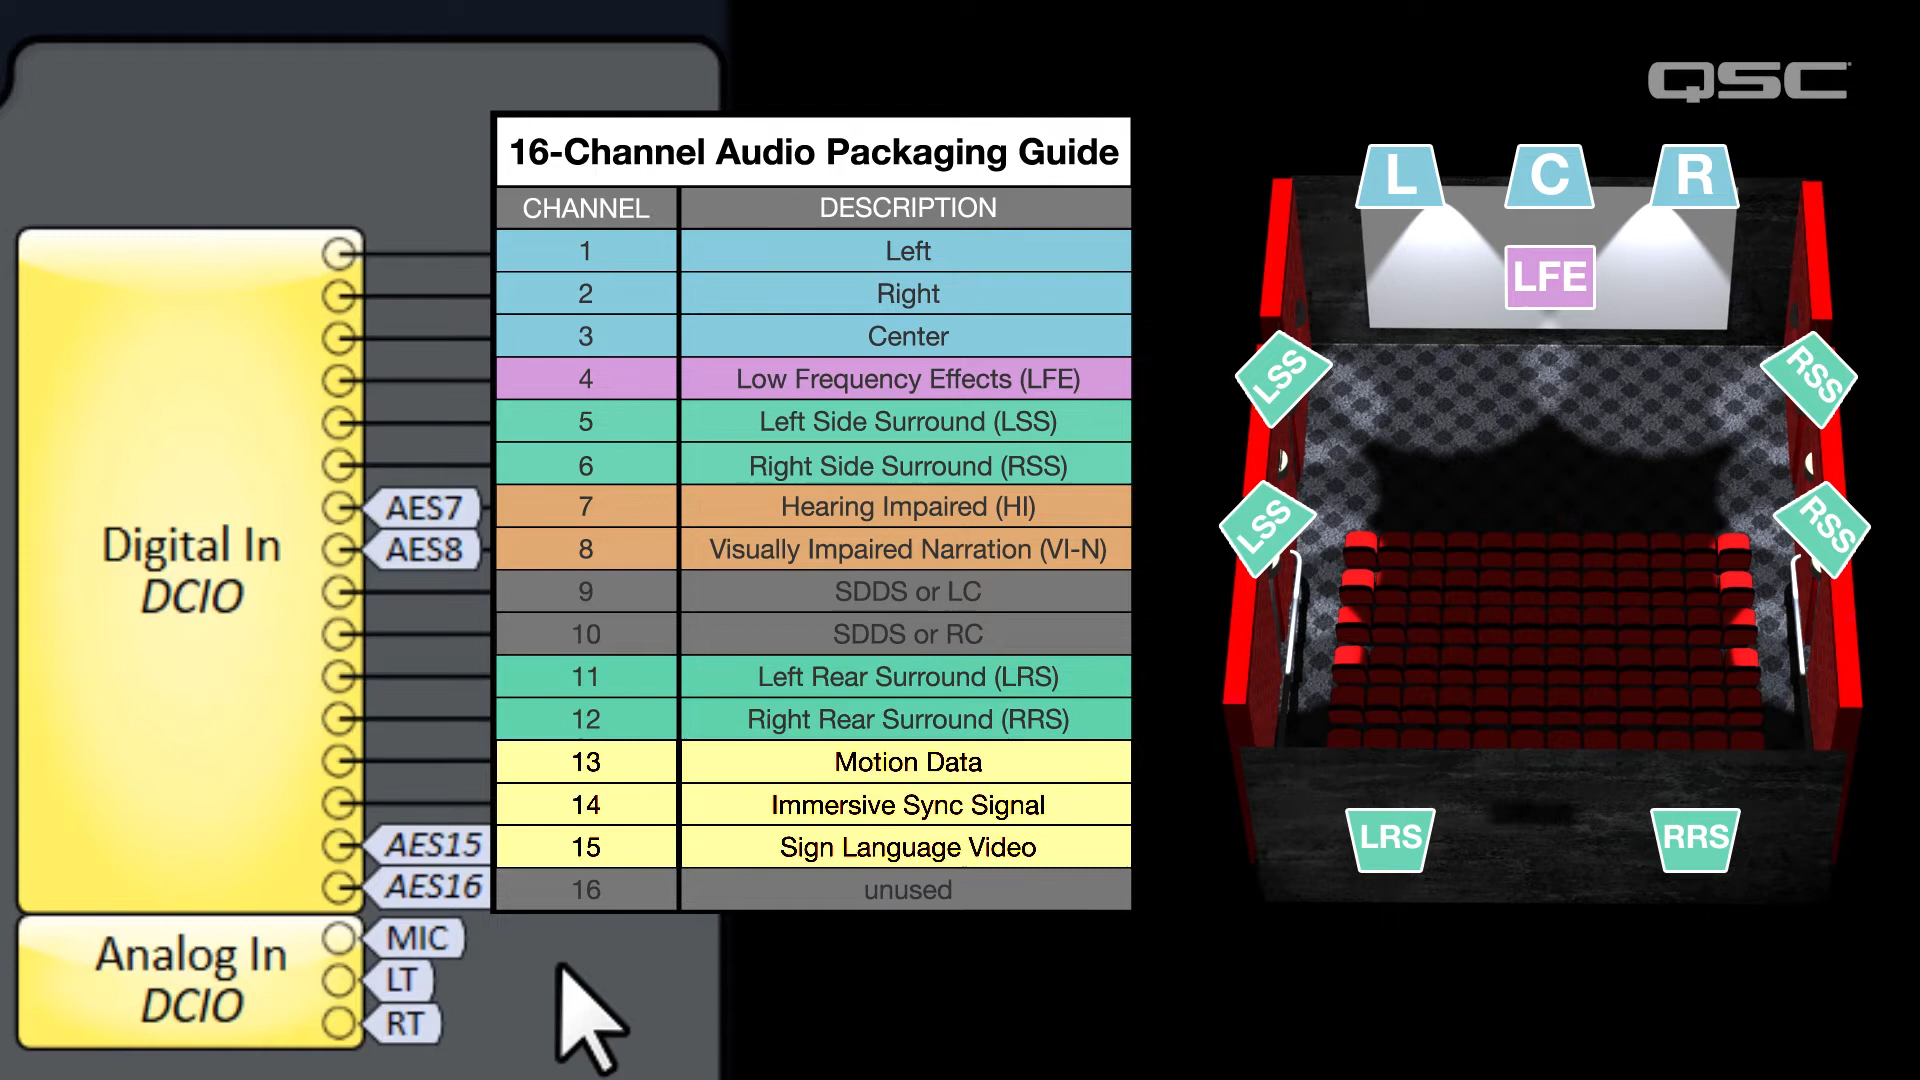 QSC
16-Channel Audio Packaging Guide
CHANNEL DESCRIPTION
1 Left
2 Right
3 Center
4 Low Frequency Effects (LFE)
5 Left Side Surround (LSS)
6 Right Side Surround (RSS)
7 Hearing Impaired (HI)
8 Visually Impaired Narration (VI-N)
9 SDDS or LC
10 SDDS or RC
11 Left Rear Surround (LRS)
12 Right Rear Surround (RRS)
13 Motion Data
14 Immersive Sync Signal
15 Sign Language Video
16 unused
Digital In
DCIO
AES7
AES8
AES15
AES16
Analog In
DCIO
MIC
LT
RT
L C R
LFE
LSS RSS
LSS RSS
LRS RRS